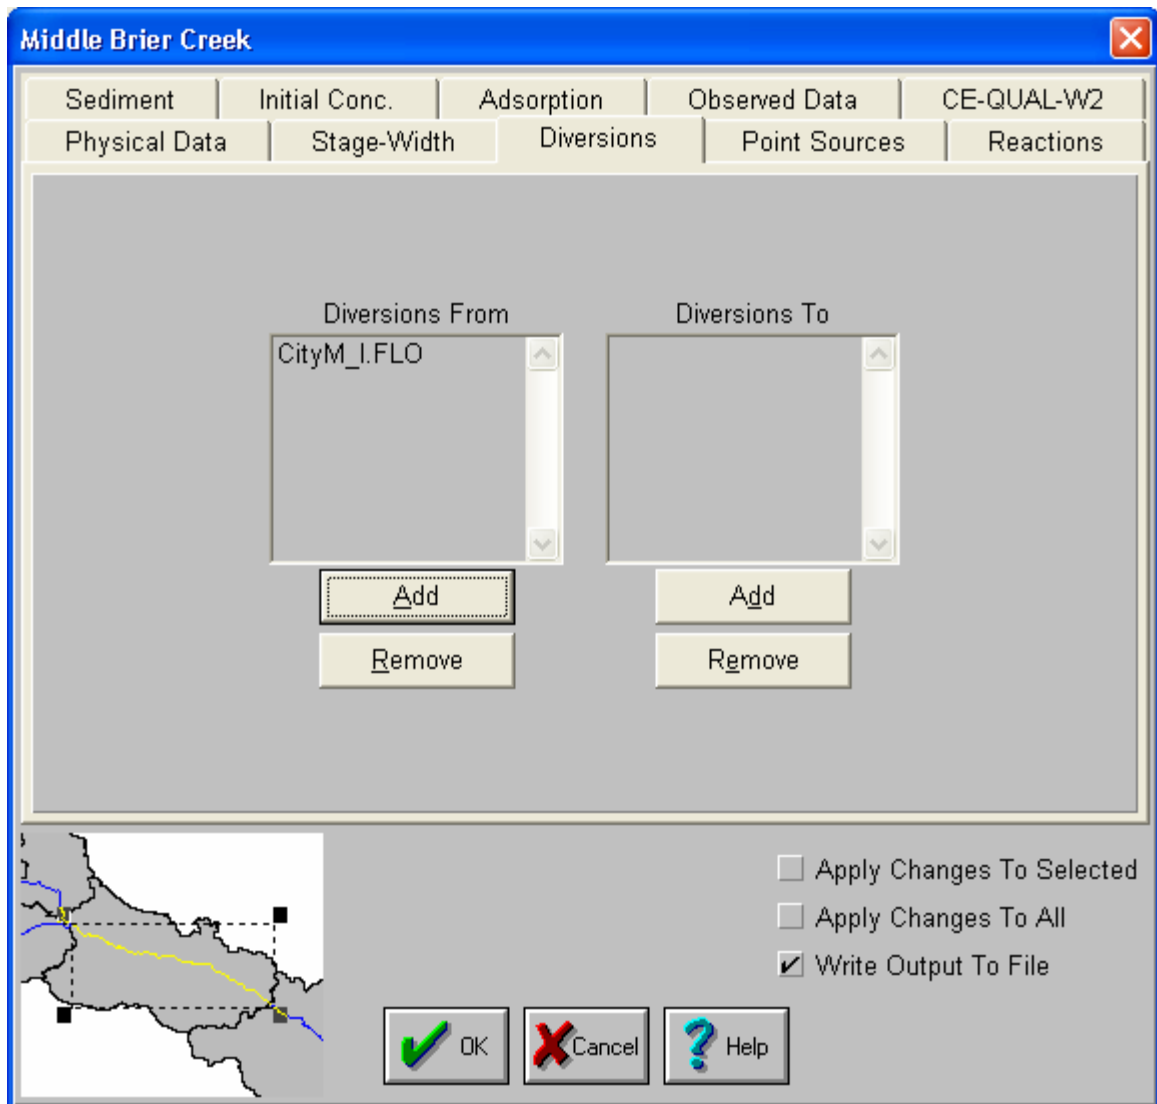 Middle Brier Creek
Sediment Initial Conc. Adsorption Observed Data CE-QUAL-W2
Physical Data Stage-Width Diversions Point Sources Reactions
Diversions From Diversions To
CityM_I.FLO
Add Add
Remove Remove
Apply Changes To Selected
Apply Changes To All
Write Output To File
OK Cancel Help